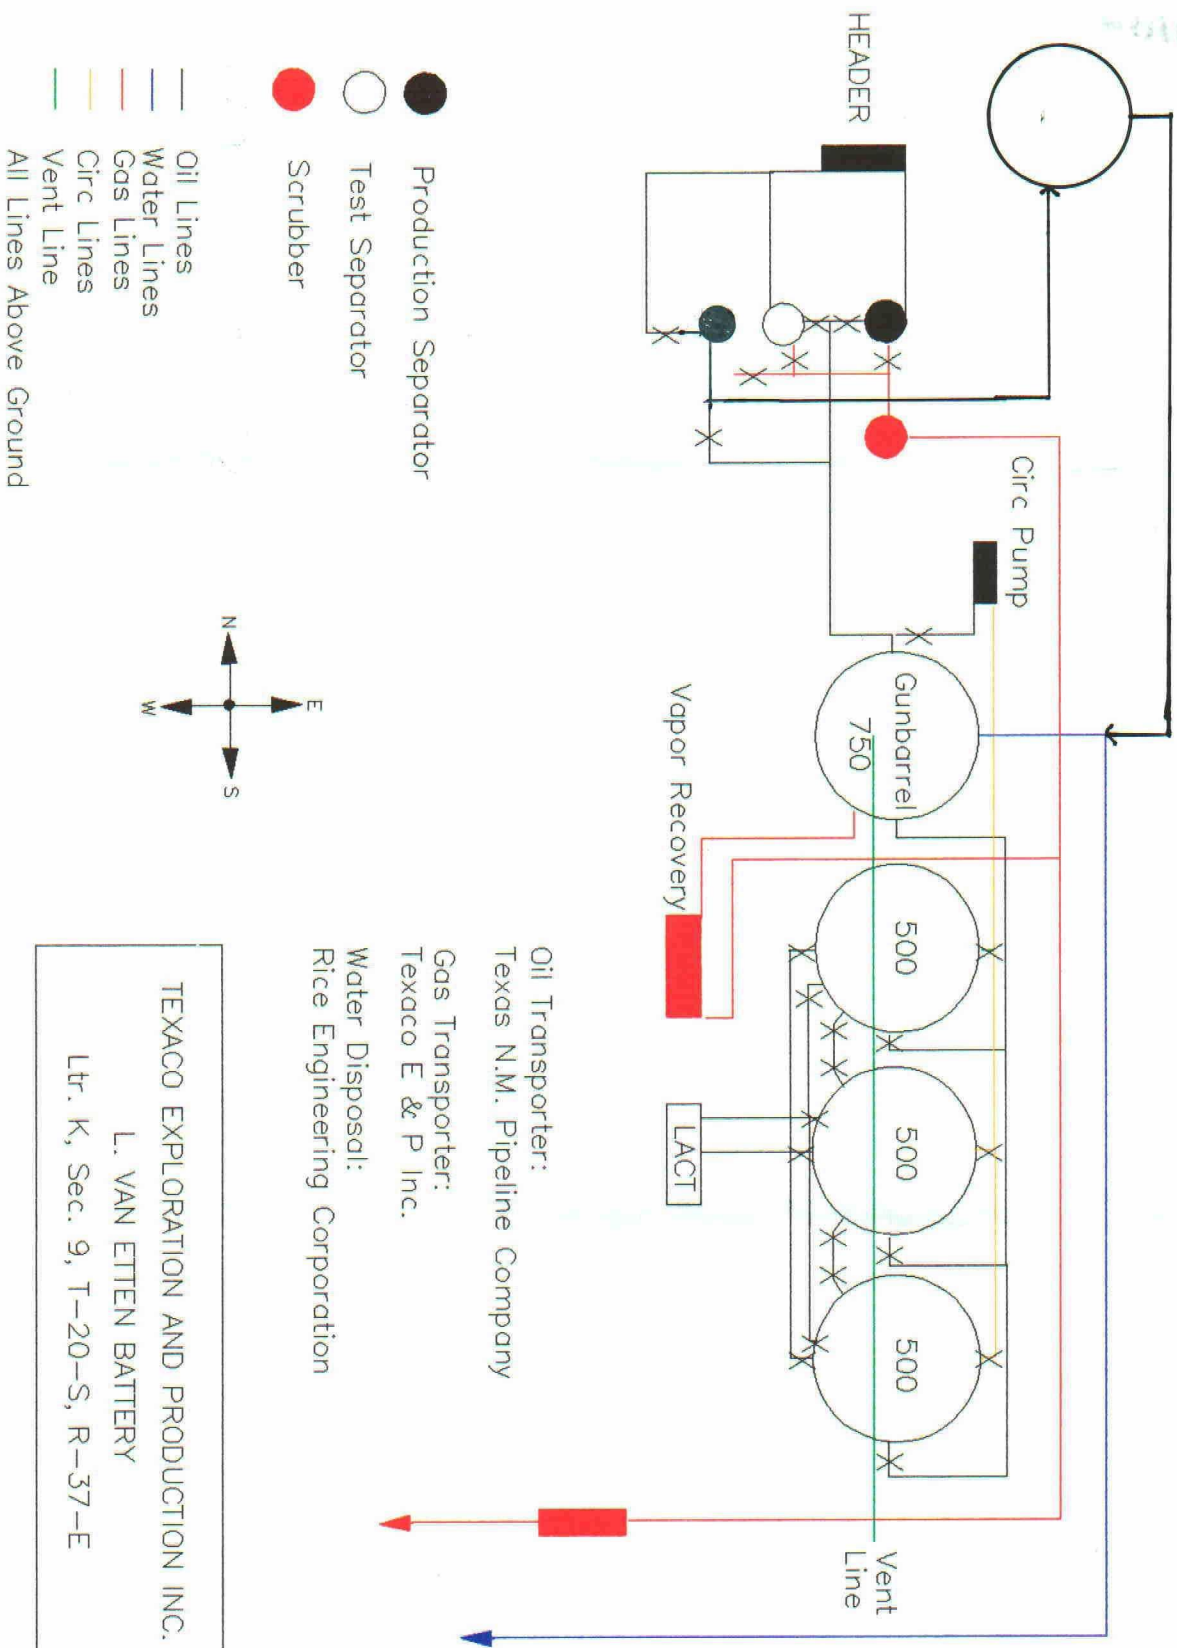 HEADER
Circ Pump
Gunbarrel
750
500
500
500
Vent
Line
Vapor Recovery
LACT
Production Separator
Test Separator
Scrubber
Oil Lines
Water Lines
Gas Lines
Circ Lines
Vent Line
All Lines Above Ground
N
E
S
W
Oil Transporter:
Texas N.M. Pipeline Company
Gas Transporter:
Texaco E & P Inc.
Water Disposal:
Rice Engineering Corporation
TEXACO EXPLORATION AND PRODUCTION INC.
L. VAN ETTEN BATTERY
Ltr. K, Sec. 9, T-20-S, R-37-E